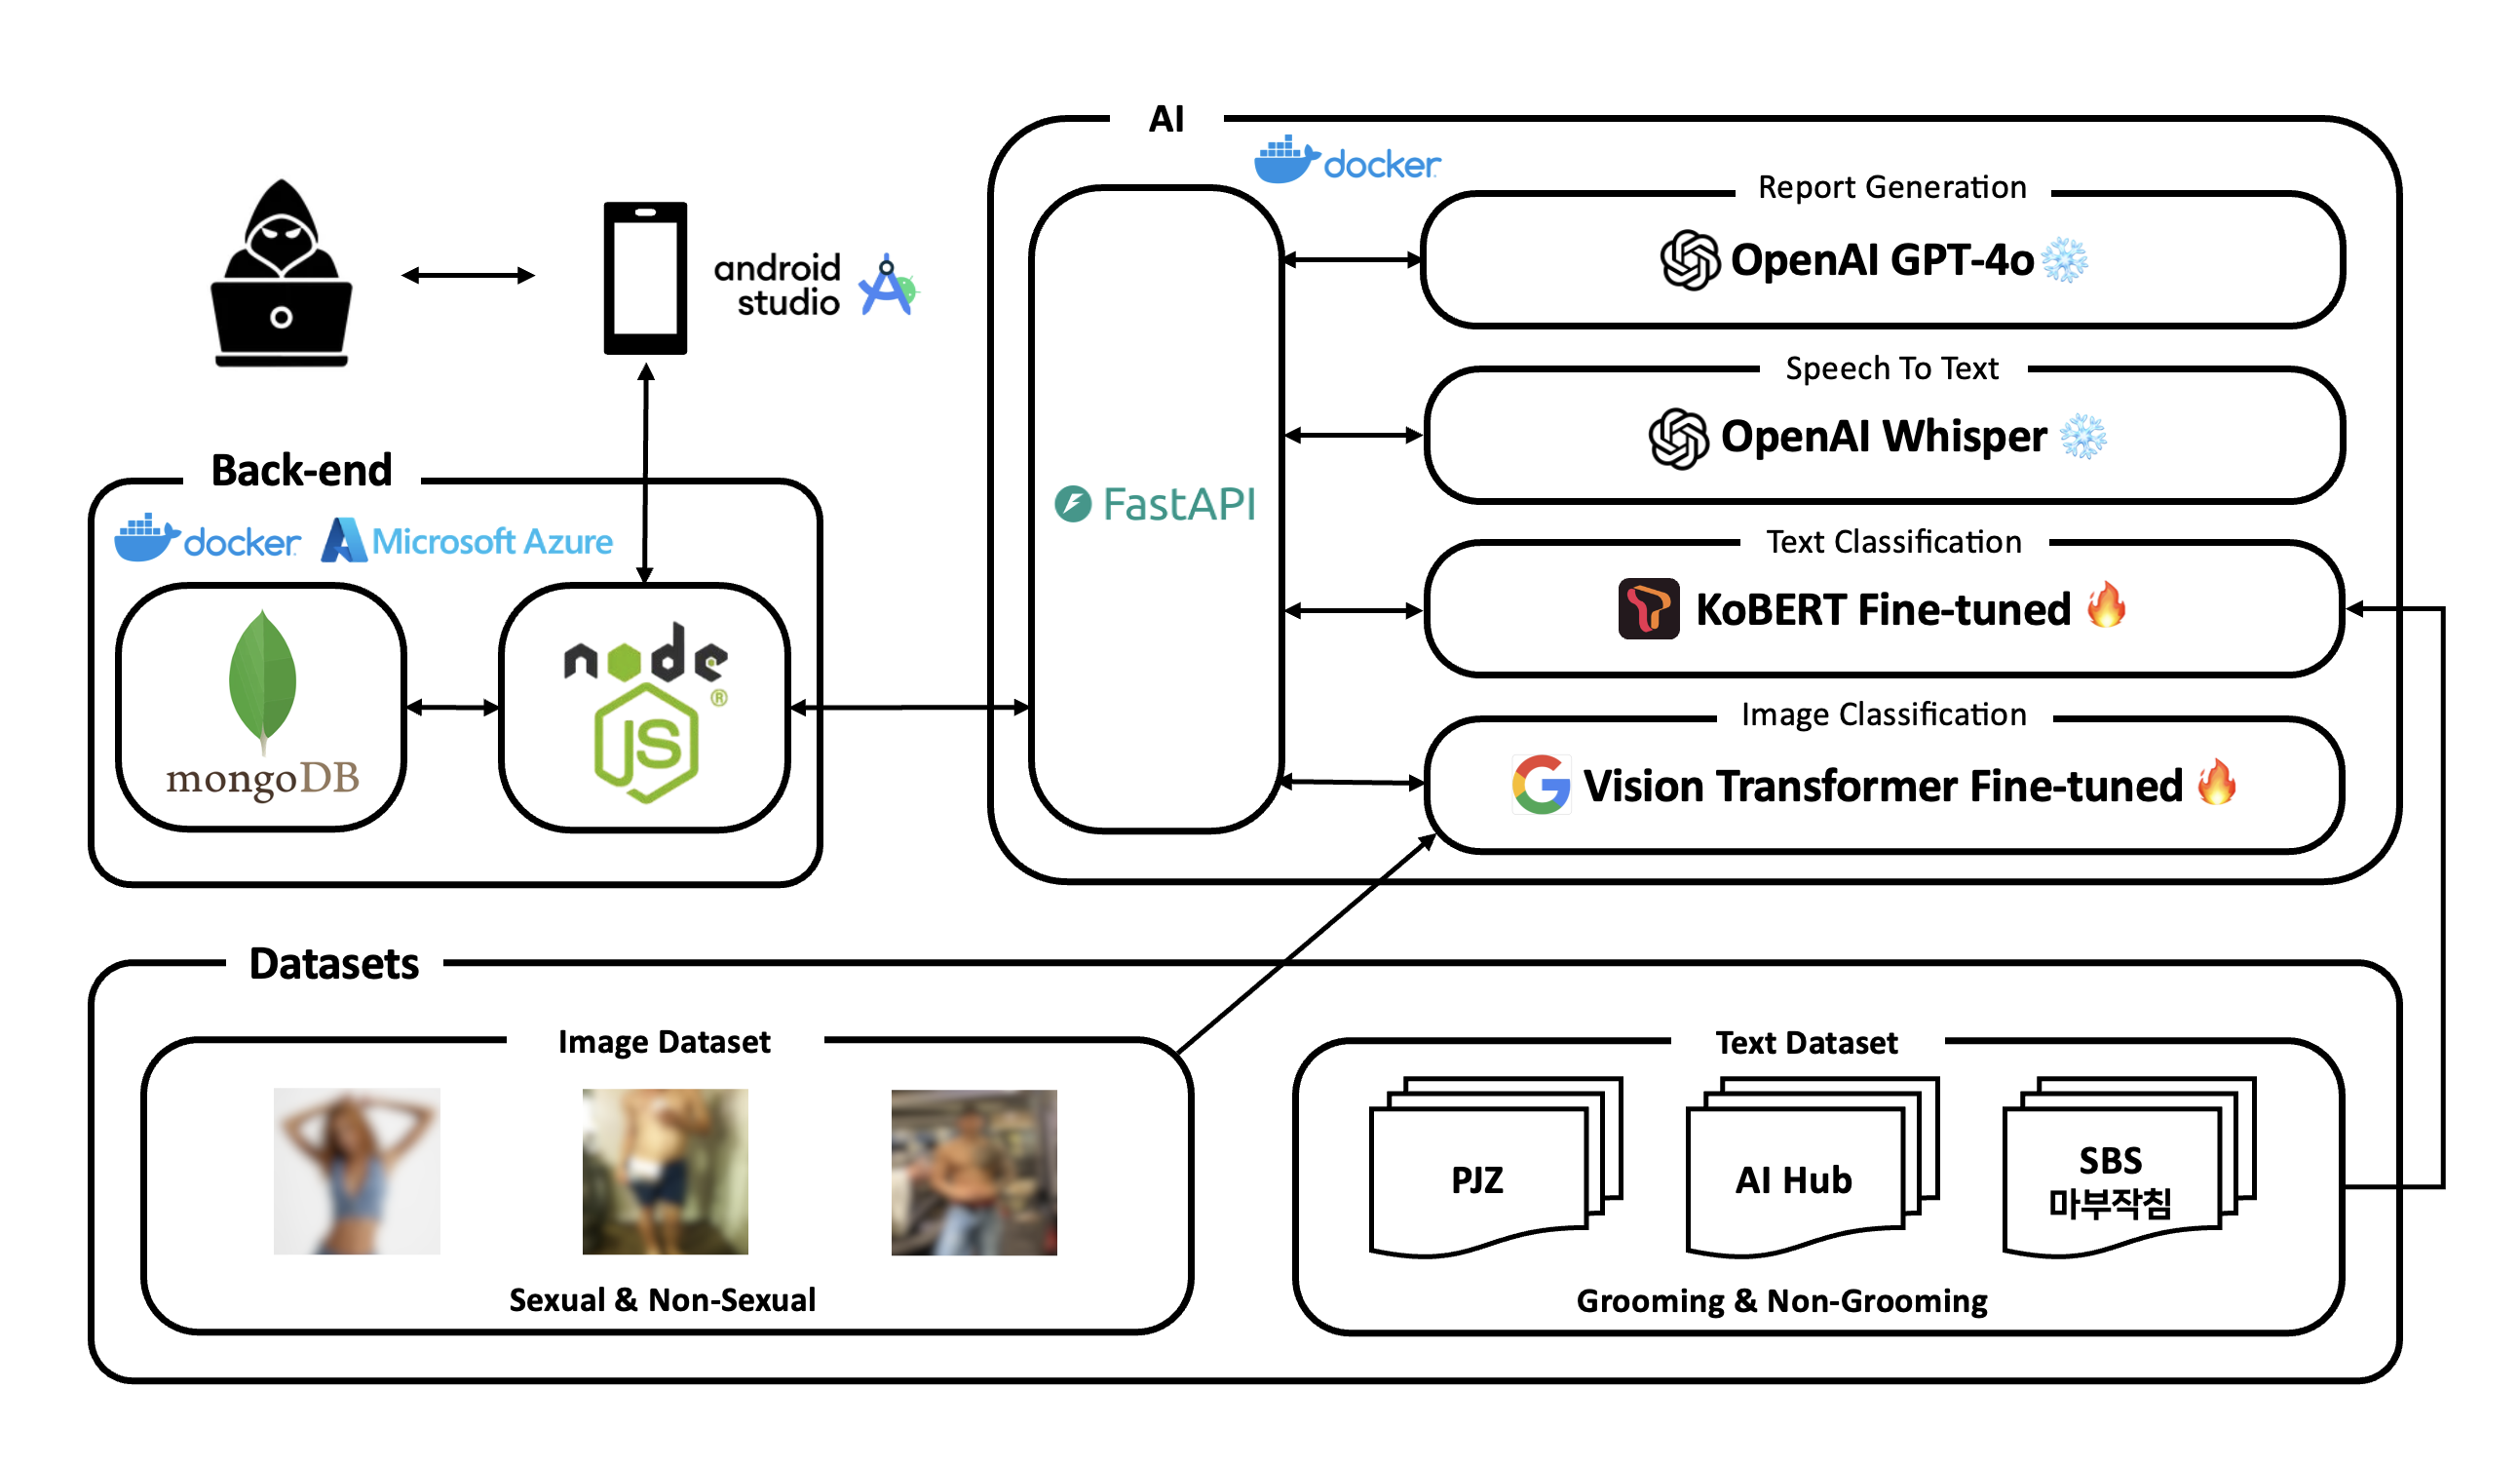 AI
docker
Report Generation
OpenAI GPT-4o
android
studio
Speech To Text
OpenAI Whisper
Back-end
docker
Microsoft Azure
FastAPI
Text Classification
KoBERT Fine-tuned
mongoDB
node
JS
®
Image Classification
Vision Transformer Fine-tuned
Datasets
Image Dataset
Sexual & Non-Sexual
Text Dataset
PJZ
AI Hub
SBS
마부작침
Grooming & Non-Grooming